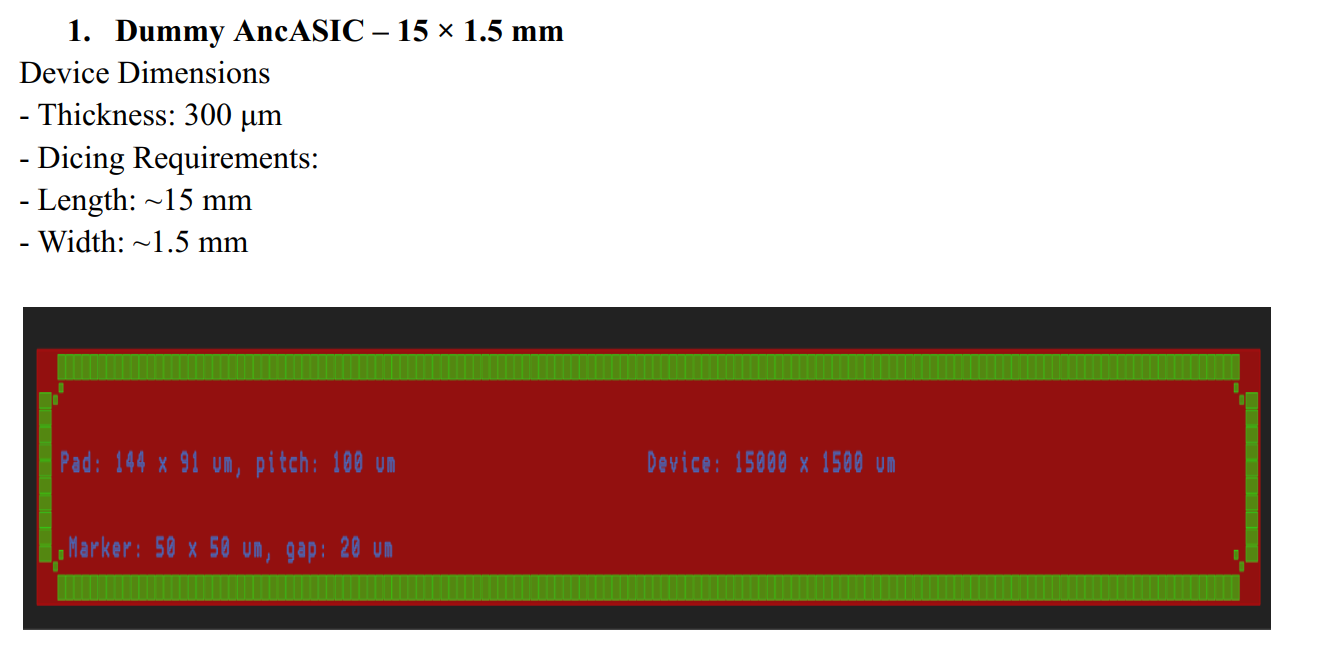 1. Dummy AncASIC – 15 × 1.5 mm
Device Dimensions
- Thickness: 300 μm
- Dicing Requirements:
- Length: ~15 mm
- Width: ~1.5 mm
Pad: 144 x 91 um, pitch: 100 um
Device: 15000 x 1500 um
Marker: 50 x 50 um, gap: 20 um